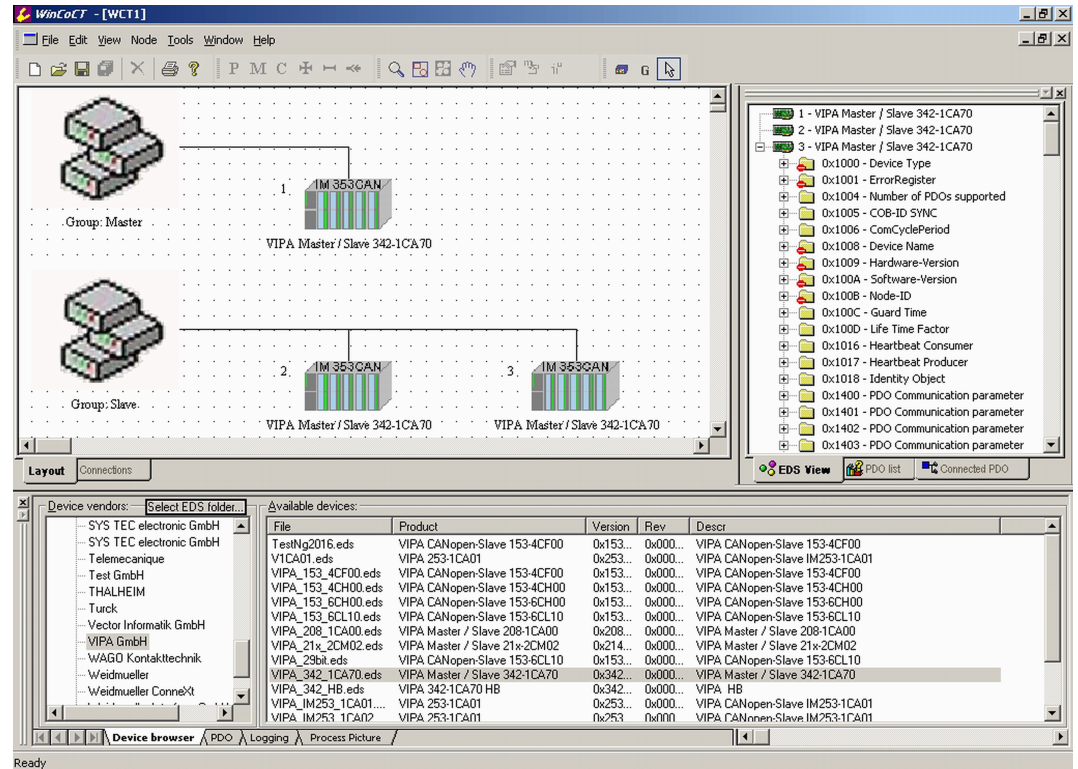 WinCoCT - [WCT1]
File Edit View Node Tools Window Help
P M C G
Group: Master
1.
IM 353CAN
VIPA Master / Slave 342-1CA70
Group: Slave
2.
IM 353CAN
VIPA Master / Slave 342-1CA70
3.
IM 353CAN
VIPA Master / Slave 342-1CA70
Layout Connections
1 - VIPA Master / Slave 342-1CA70
2 - VIPA Master / Slave 342-1CA70
3 - VIPA Master / Slave 342-1CA70
0x1000 - Device Type
0x1001 - ErrorRegister
0x1004 - Number of PDOs supported
0x1005 - COB-ID SYNC
0x1006 - ComCyclePeriod
0x1008 - Device Name
0x1009 - Hardware-Version
0x100A - Software-Version
0x100B - Node-ID
0x100C - Guard Time
0x100D - Life Time Factor
0x1016 - Heartbeat Consumer
0x1017 - Heartbeat Producer
0x1018 - Identity Object
0x1400 - PDO Communication parameter
0x1401 - PDO Communication parameter
0x1402 - PDO Communication parameter
0x1403 - PDO Communication parameter
EDS View PDO list Connected PDO
Device vendors: Select EDS folder...
SYS TEC electronic GmbH
SYS TEC electronic GmbH
Telemecanique
Test GmbH
THALHEIM
Turck
Vector Informatik GmbH
VIPA GmbH
WAGO Kontakttechnik
Weidmueller
Weidmueller ConneXt
Available devices:
File Product Version Rev Descr
TestNg2016.eds VIPA CANopen-Slave 153-4CF00 0x153... 0x000... VIPA CANopen-Slave 153-4CF00
V1CA01.eds VIPA 253-1CA01 0x253... 0x000... VIPA CANopen-Slave IM253-1CA01
VIPA_153_4CF00.eds VIPA CANopen-Slave 153-4CF00 0x153... 0x000... VIPA CANopen-Slave 153-4CF00
VIPA_153_4CH00.eds VIPA CANopen-Slave 153-4CH00 0x153... 0x000... VIPA CANopen-Slave 153-4CH00
VIPA_153_6CH00.eds VIPA CANopen-Slave 153-6CH00 0x153... 0x000... VIPA CANopen-Slave 153-6CH00
VIPA_153_6CL10.eds VIPA CANopen-Slave 153-6CL10 0x153... 0x000... VIPA CANopen-Slave 153-6CL10
VIPA_208_1CA00.eds VIPA Master / Slave 208-1CA00 0x208... 0x000... VIPA Master / Slave 208-1CA00
VIPA_21x_2CM02.eds VIPA Master / Slave 21x-2CM02 0x214... 0x000... VIPA Master / Slave 21x-2CM02
VIPA_29bit.eds VIPA CANopen-Slave 153-6CL10 0x153... 0x000... VIPA CANopen-Slave 153-6CL10
VIPA_342_1CA70.eds VIPA Master / Slave 342-1CA70 0x342... 0x000... VIPA Master / Slave 342-1CA70
VIPA_342_HB.eds VIPA 342-1CA70 HB 0x342... 0x000... VIPA HB
VIPA_IM253_1CA01.... VIPA 253-1CA01 0x253... 0x000... VIPA CANopen-Slave IM253-1CA01
VIPA_IM253_1CA02 VIPA 253-1CA01 0x253 0x000 VIPA CANopen-Slave IM253-1CA01
Device browser PDO Logging Process Picture
Ready